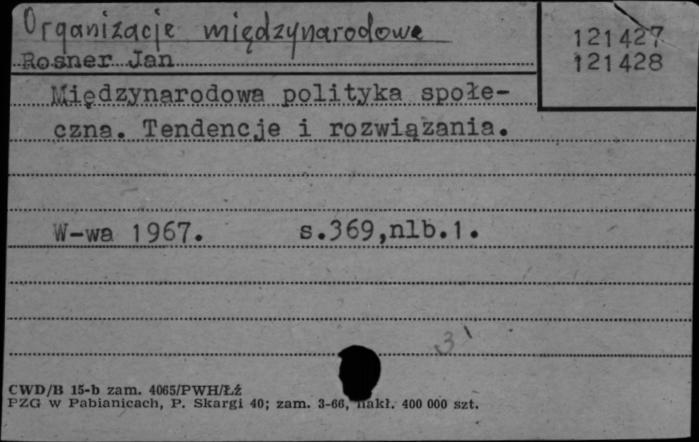 Organizacje międzynarodowe
121427
Rosner Jan
121428
Międzynarodowa polityka społe-
czna. Tendencje i rozwiązania.
W-wa 1967. s.369,nlb.1.
3
CWD/B 15-b zam. 4065/PWH/Łź
PZG w Pabianicach, P. Skargi 40; zam. 3-66, nakł. 400 000 szt.